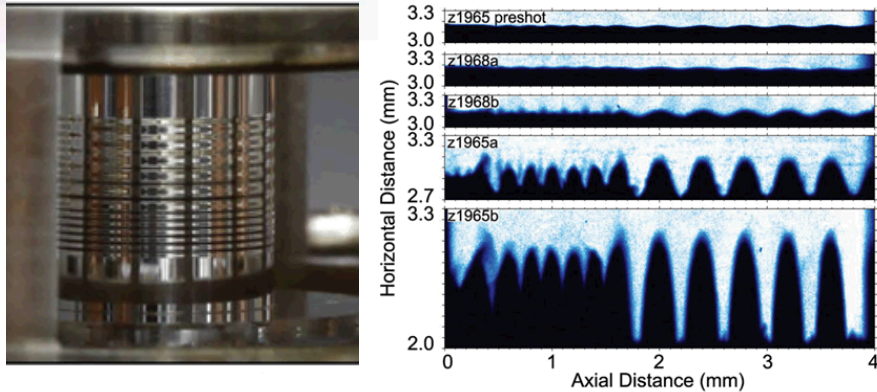 3.3
z1965 preshot
3.0
3.3
z1968a
3.0
3.3
z1968b
3.0
3.3
z1965a
2.7
3.3
z1965b
2.0
Horizontal Distance (mm)
0 1 2 3 4
Axial Distance (mm)